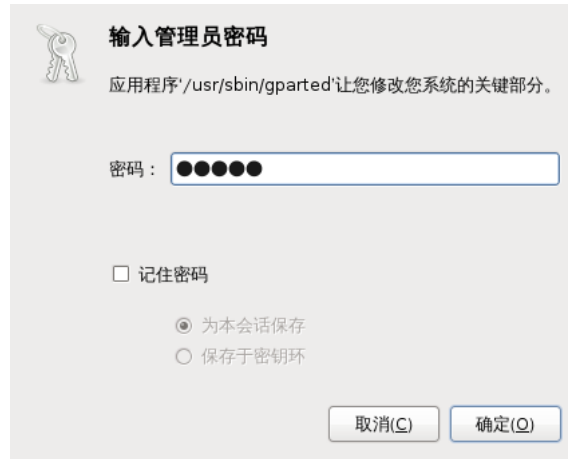 输入管理员密码
应用程序'/usr/sbin/gparted'让您修改您系统的关键部分。
密码：
记住密码
为本会话保存
保存于密钥环
取消(C) 确定(O)